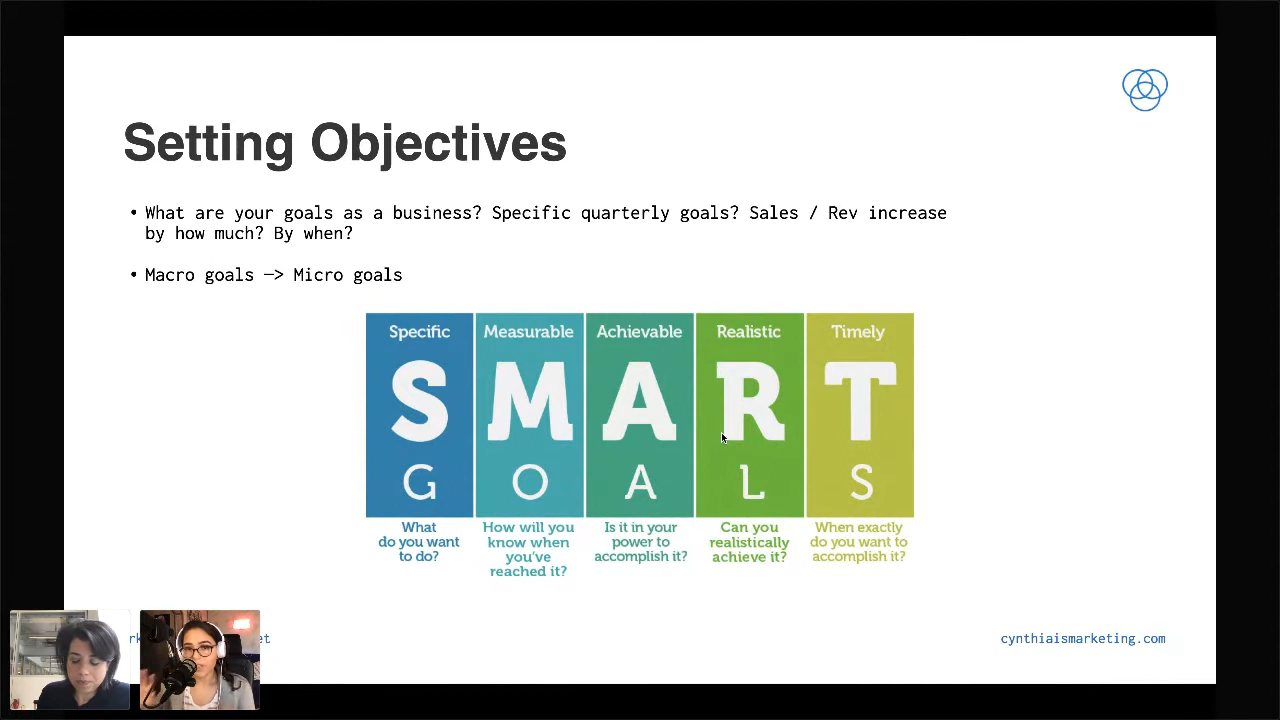 Setting Objectives
• What are your goals as a business? Specific quarterly goals? Sales / Rev increase
by how much? By when?
• Macro goals —> Micro goals
Specific Measurable Achievable Realistic Timely
S M A R T
G O A L S
What
do you want
to do?
How will you
know when
you've
reached it?
Is it in your
power to
accomplish it?
Can you
realistically
achieve it?
When exactly
do you want to
accomplish it?
cynthiaismarketing.com